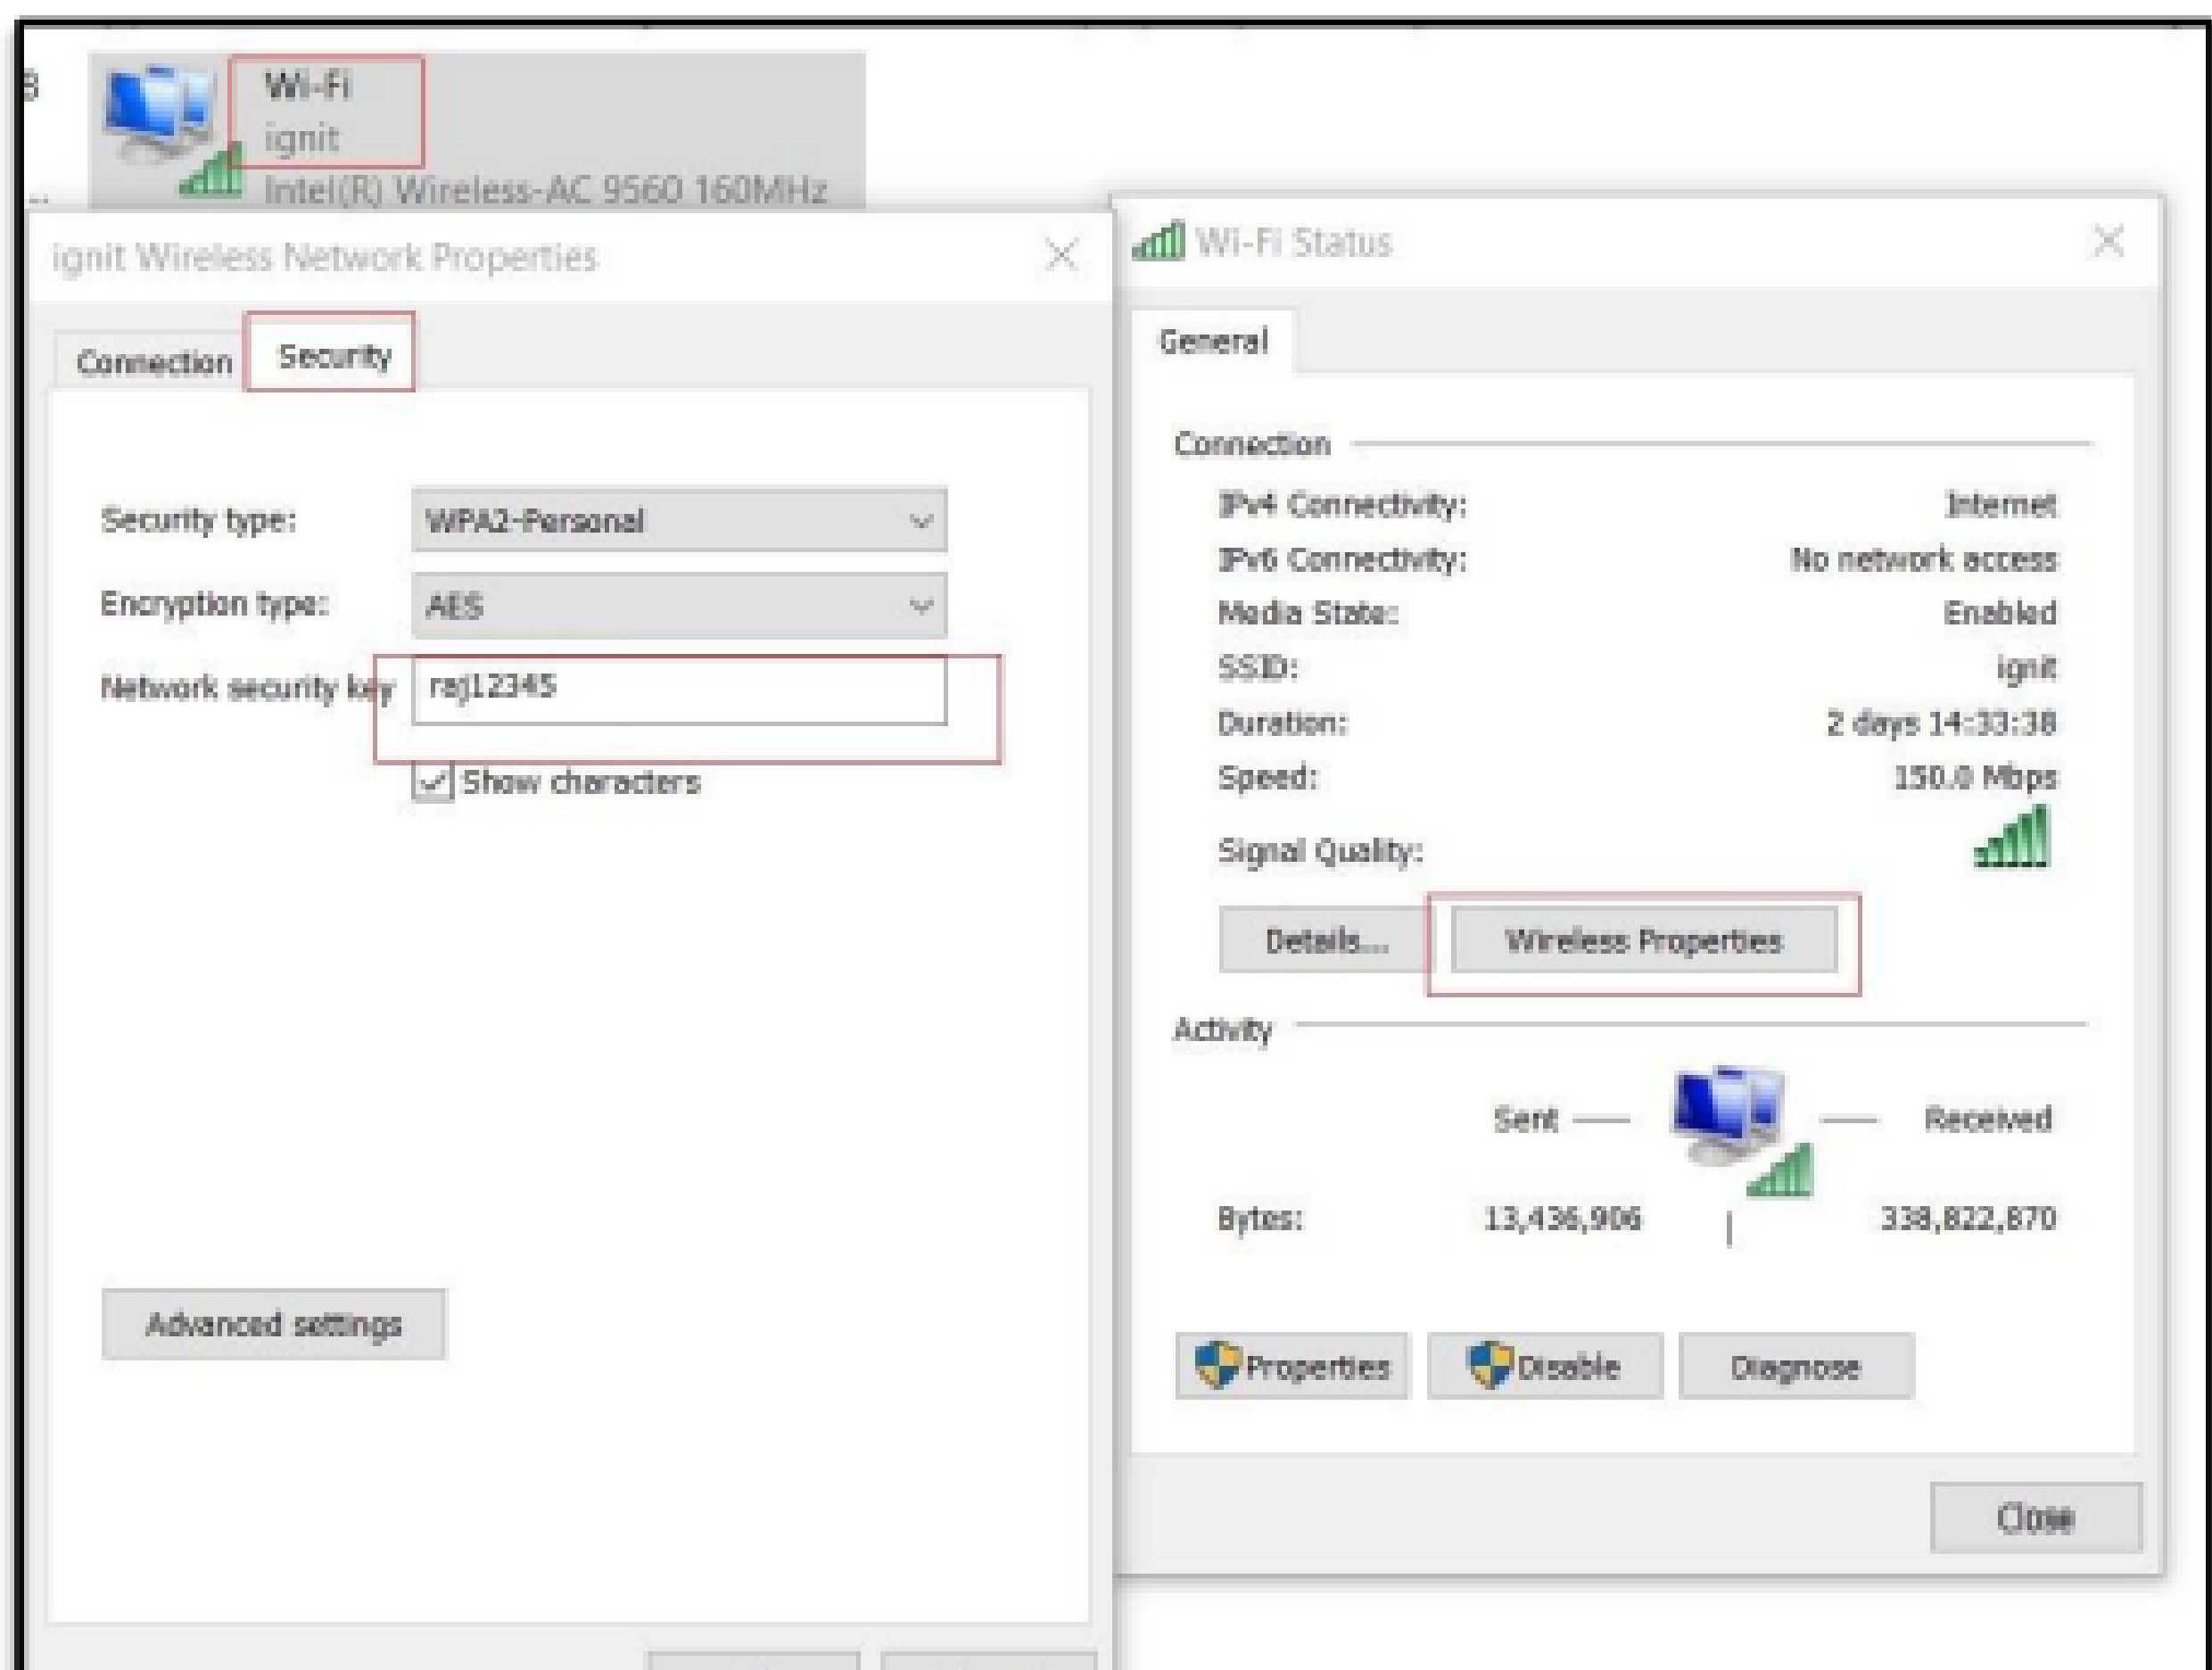 Wi-Fi
ignit
Intel(R) Wireless-AC 9560 160MHz
ignit Wireless Network Properties
Connection
Security
Security type:
WPA2-Personal
Encryption type:
AES
Network security key
raj12345
Show characters
Advanced settings
Wi-Fi Status
General
Connection
IPv4 Connectivity:
Internet
IPv6 Connectivity:
No network access
Media State:
Enabled
SSID:
ignit
Duration:
2 days 14:33:38
Speed:
150.0 Mbps
Signal Quality:
Details...
Wireless Properties
Activity
Sent
Received
Bytes:
13,436,906
338,822,870
Properties
Disable
Diagnose
Close